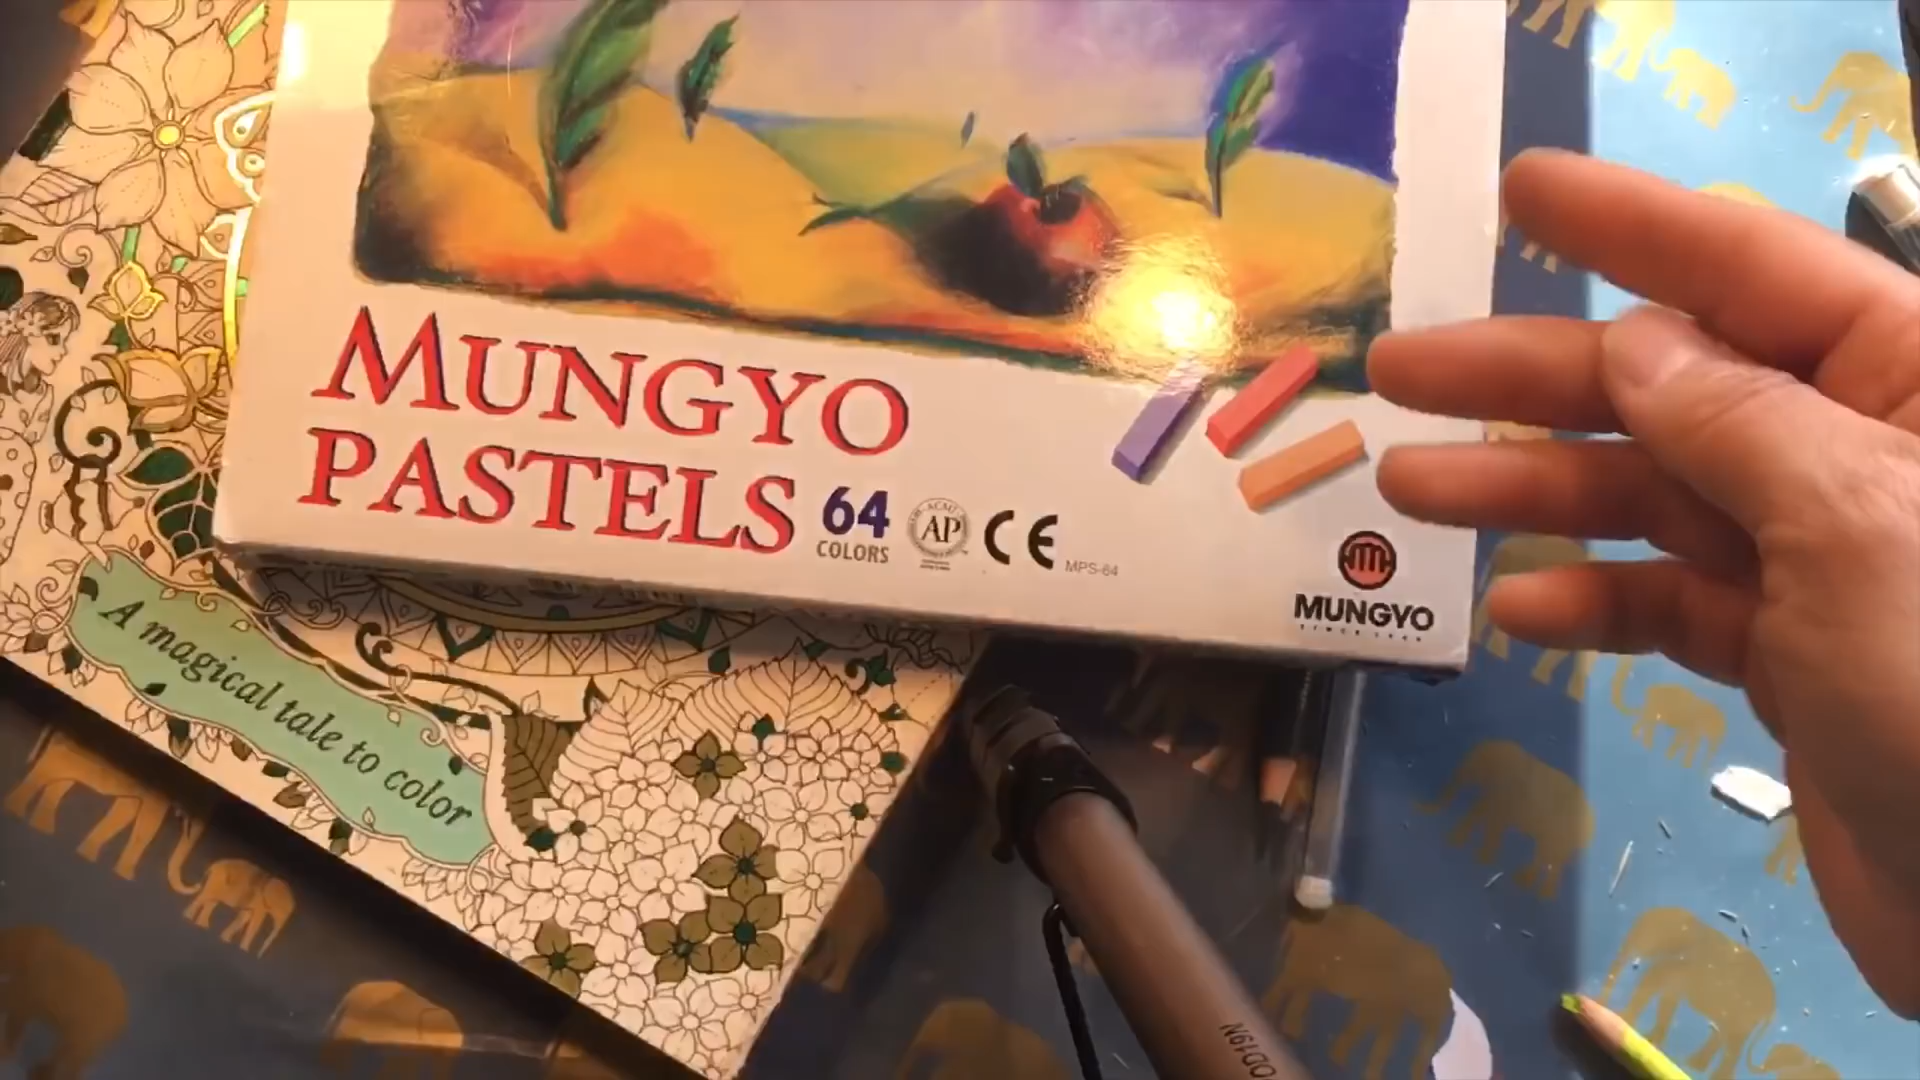 MUNGYO
PASTELS
64
COLORS
AP
CE
MPS-64
MUNGYO
A magical tale to color